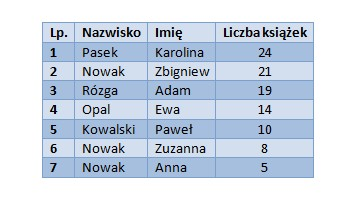 Lp. Nazwisko Imię Liczba książek
1 Pasek Karolina 24
2 Nowak Zbigniew 21
3 Rózga Adam 19
4 Opal Ewa 14
5 Kowalski Paweł 10
6 Nowak Zuzanna 8
7 Nowak Anna 5